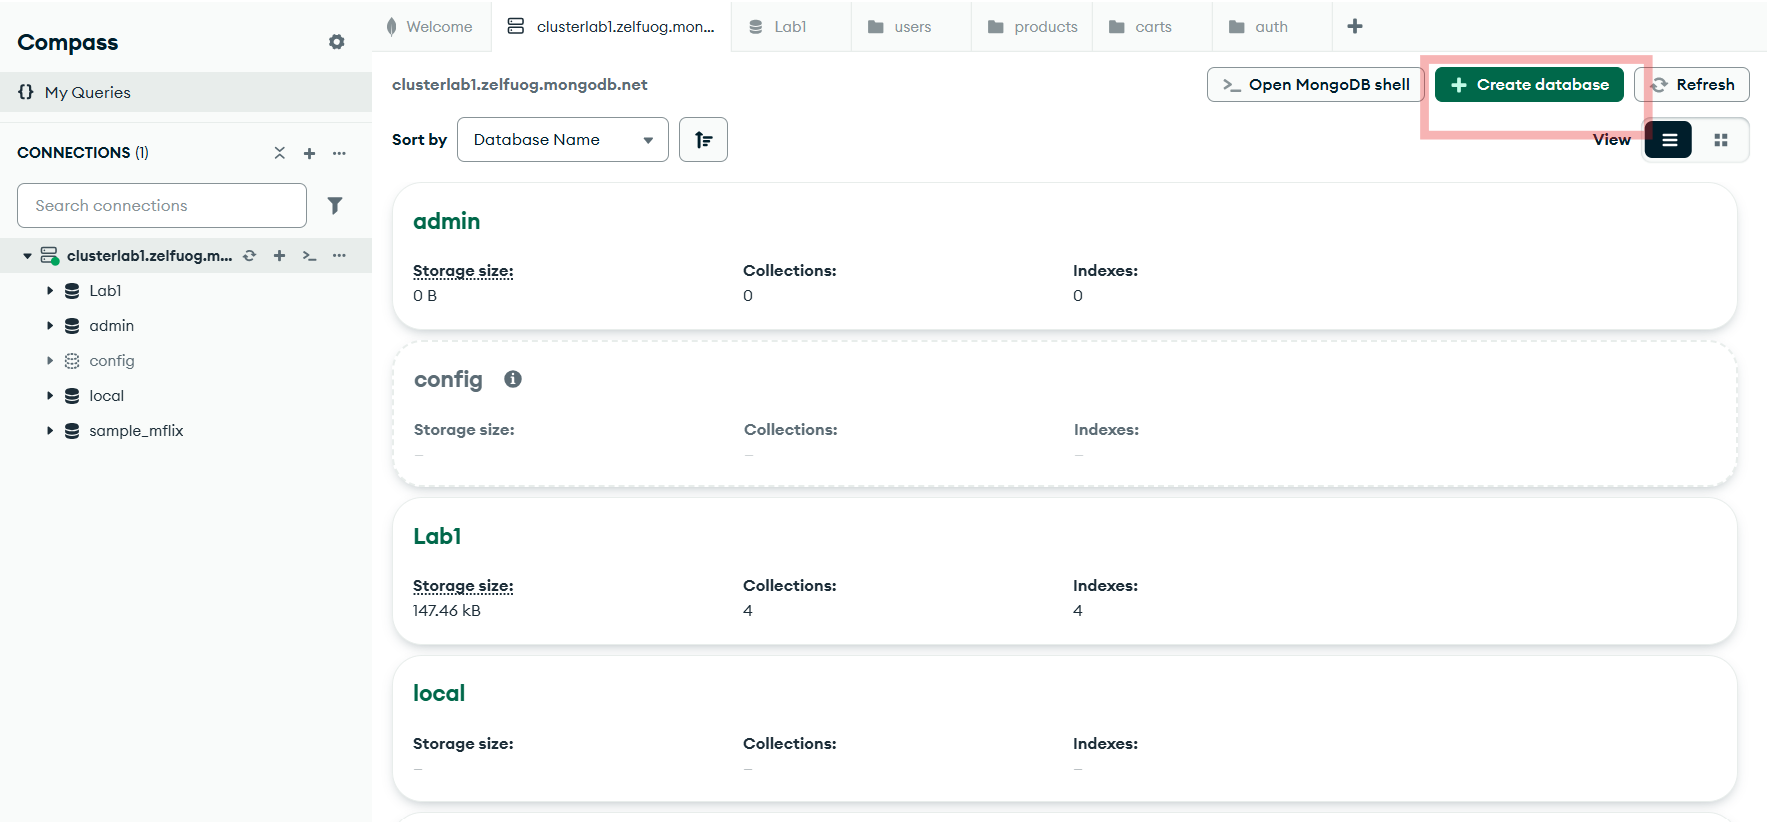 Compass
My Queries
CONNECTIONS (1)
Search connections
clusterlab1.zelfuog.m...
Lab1
admin
config
local
sample_mflix
Welcome
clusterlab1.zelfuog.mon...
Lab1
users
products
carts
auth
clusterlab1.zelfuog.mongodb.net
Open MongoDB shell
Create database
Refresh
Sort by
Database Name
View
admin
Storage size: Collections: Indexes:
0 B 0 0
config
Storage size: Collections: Indexes:
– – –
Lab1
Storage size: Collections: Indexes:
147.46 kB 4 4
local
Storage size: Collections: Indexes:
– – –